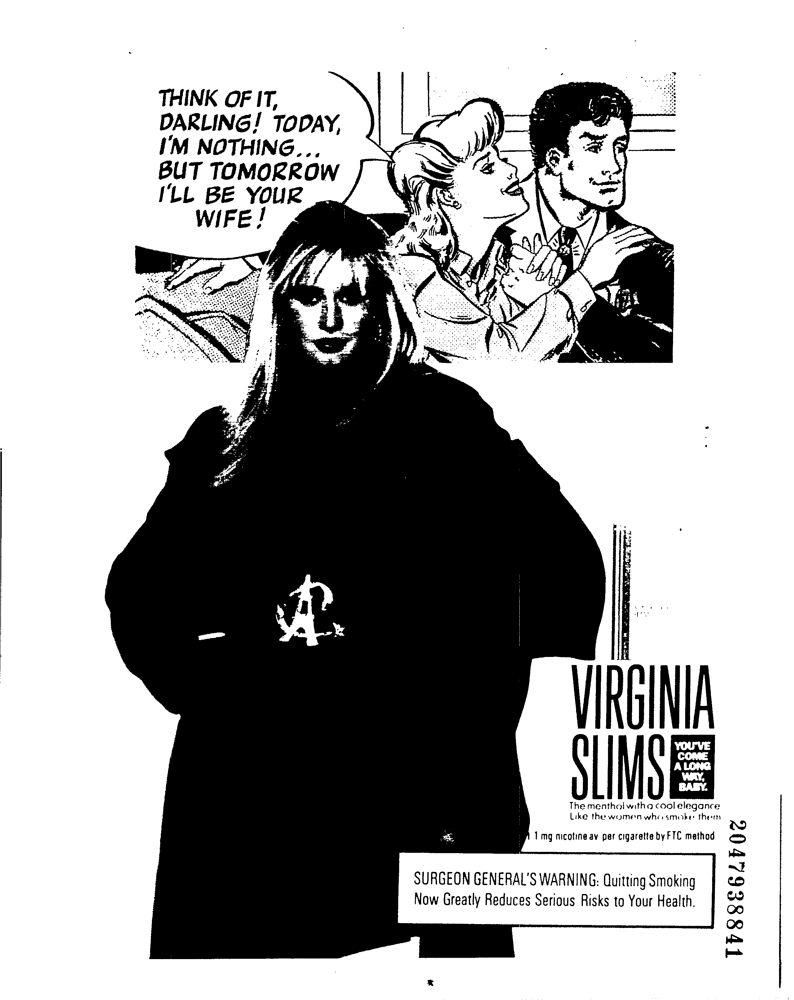 THINK OF IT,
DARLING! TODAY,
I'M NOTHING...
BUT TOMORROW
I'LL BE YOUR
WIFE!
VIRGINIA
SLIMS
YOU'VE
COME
A LONG
WAY,
BABY.
The menthol with a cool elegance
Like the women who smoke them
1 mg nicotine av per cigarette by FTC method
SURGEON GENERAL'S WARNING: Quitting Smoking
Now Greatly Reduces Serious Risks to Your Health.
2047938841